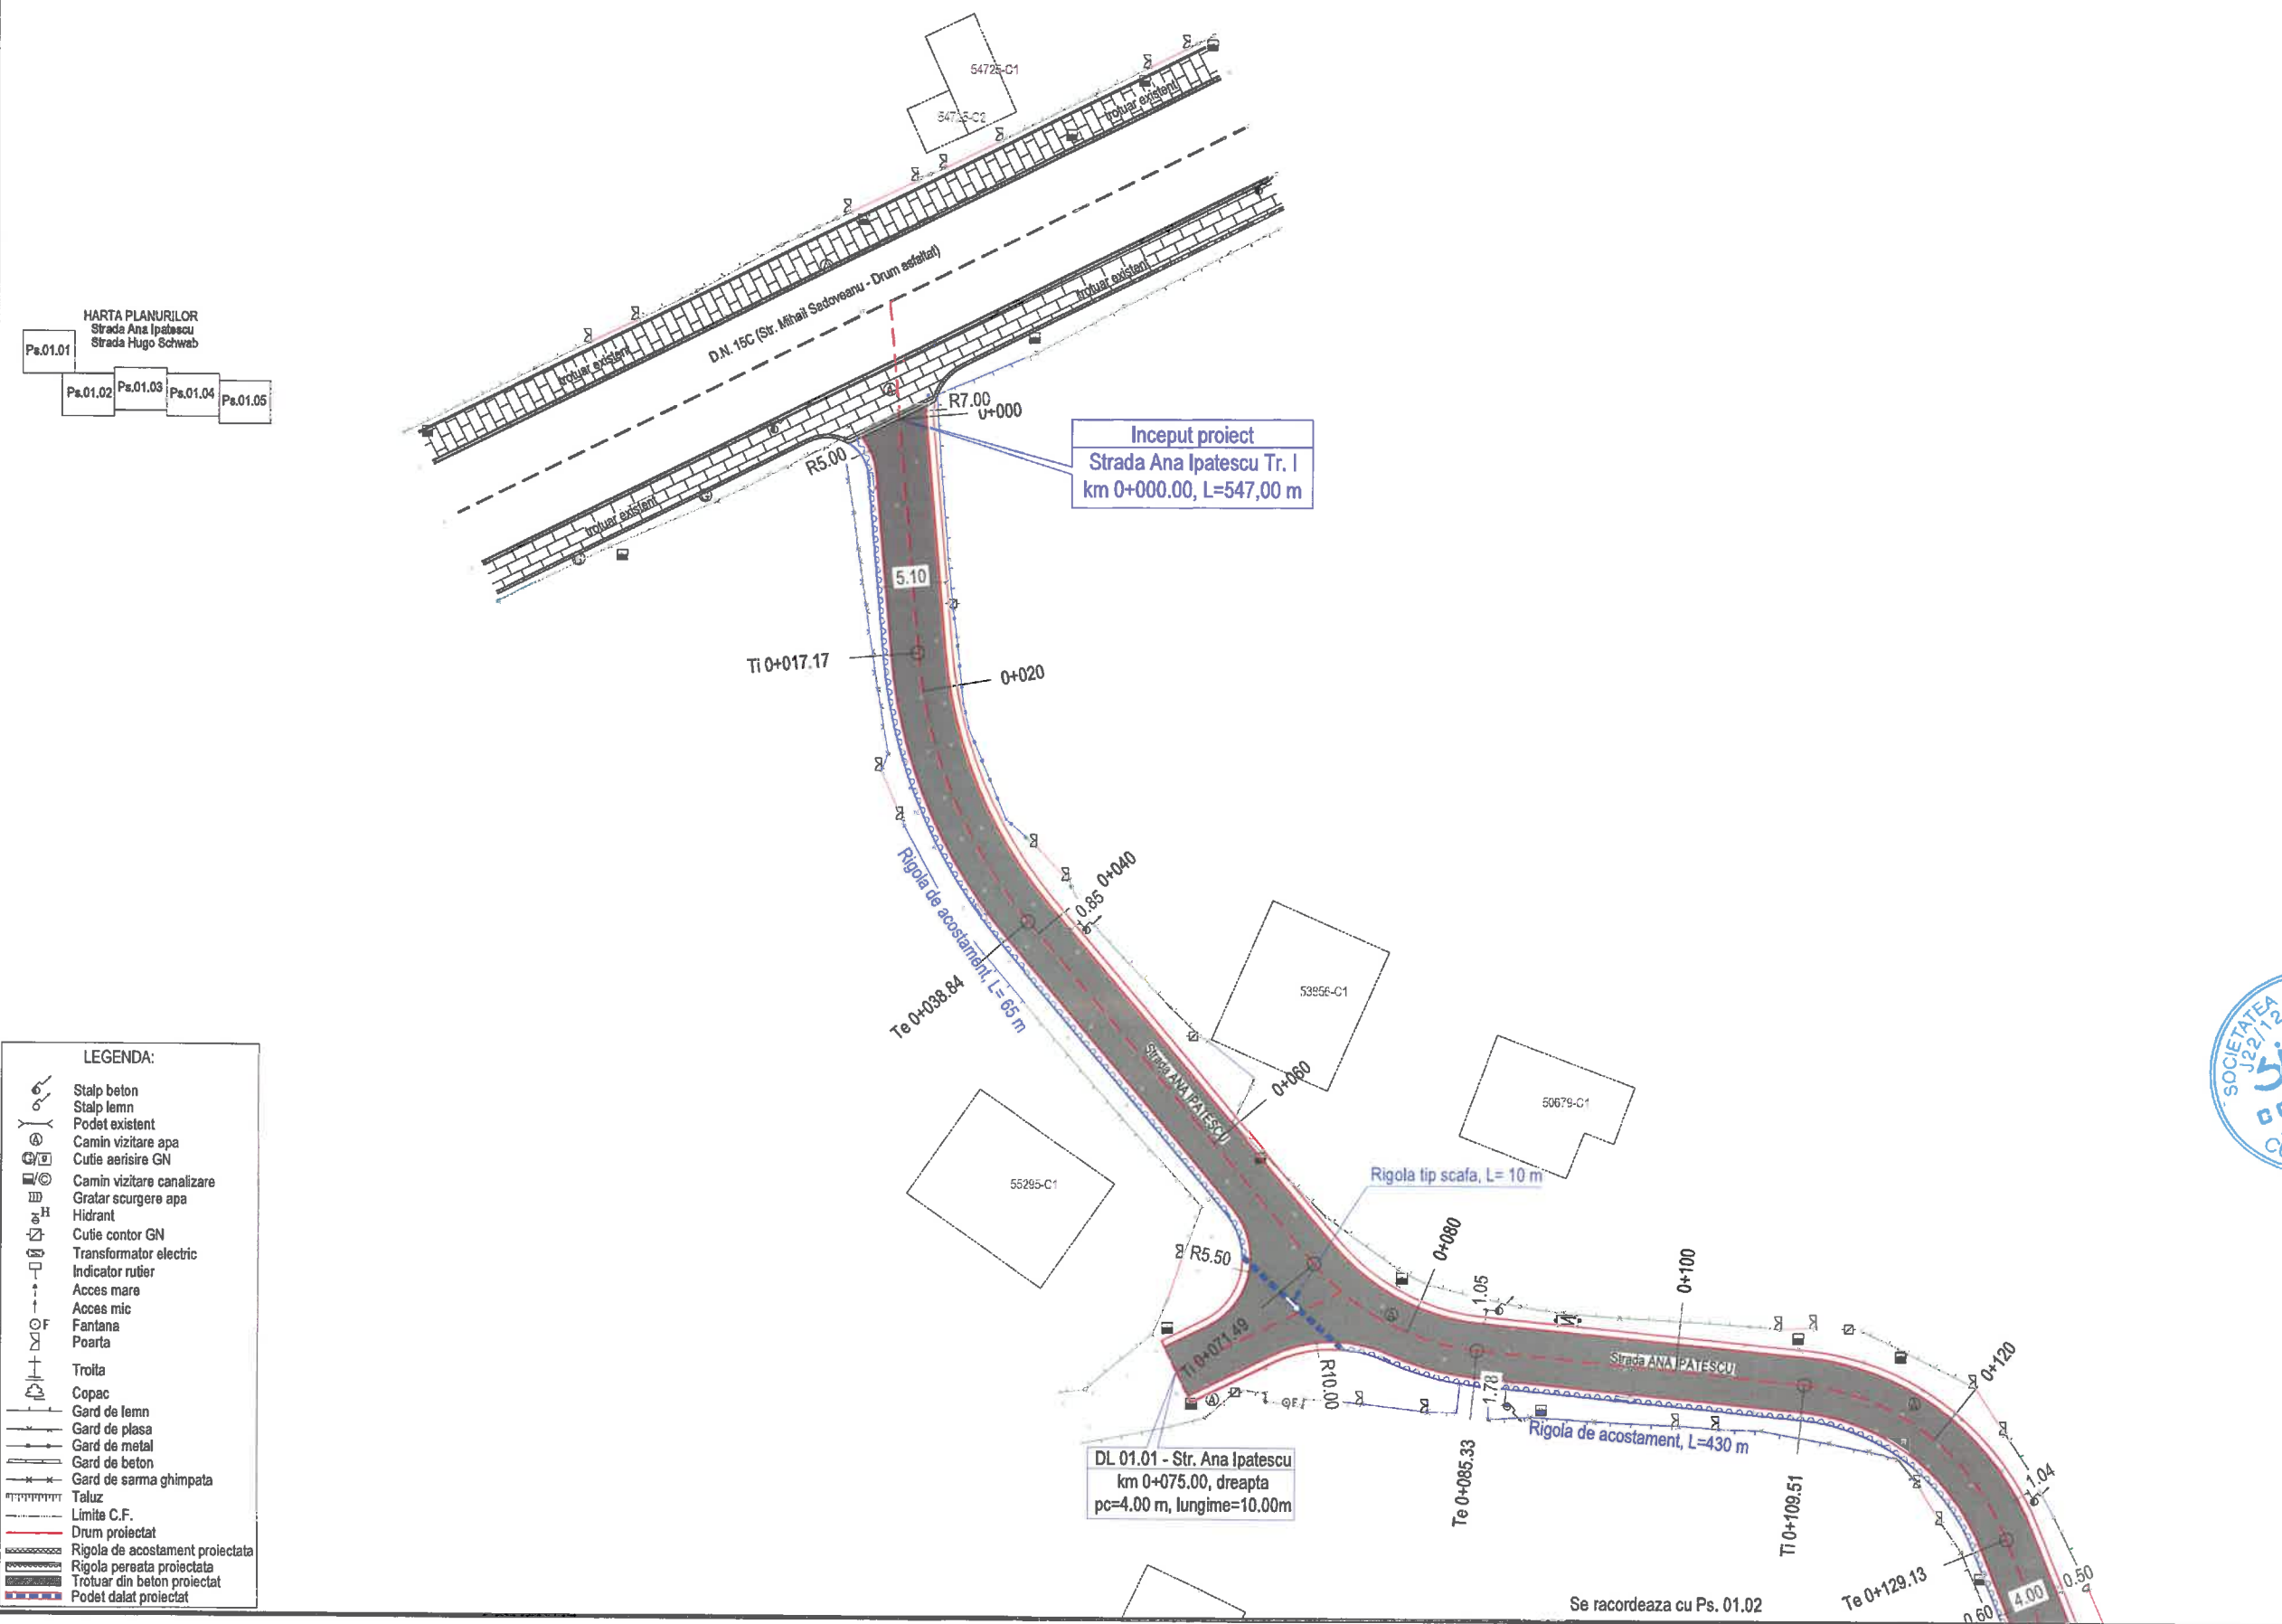 54725-C1
trotuar existent
D.N. 15C (Str. Mihail Sadoveanu - Drum asfaltat)
trotuar existent
trotuar existent
trotuar existent
HARTA PLANURILOR
Strada Ana Ipatescu
Strada Hugo Schwab
Ps.01.01
Ps.01.02
Ps.01.03
Ps.01.04
Ps.01.05
R7.00
0+000
R5.00
Inceput proiect
Strada Ana Ipatescu Tr. I
km 0+000.00, L=547,00 m
5.10
Ti 0+017.17
0+020
0+040
0.85
Rigola de acostament, L= 65 m
Te 0+038.84
53856-C1
Strada ANA IPATESCU
0+060
50679-C1
55295-C1
Rigola tip scafa, L= 10 m
R5.50
0+080
1.05
0+100
Ti 0+071.49
R10.00
Strada ANA IPATESCU
0+120
1.78
Rigola de acostament, L=430 m
DL 01.01 - Str. Ana Ipatescu
km 0+075.00, dreapta
pc=4.00 m, lungime=10.00m
Te 0+085.33
Ti 0+109.51
1.04
Te 0+129.13
4.00
0.50
0.60
Se racordeaza cu Ps. 01.02
LEGENDA:
Stalp beton
Stalp lemn
Podet existent
A Camin vizitare apa
Cutie aerisire GN
Camin vizitare canalizare
Gratar scurgere apa
H Hidrant
Cutie contor GN
Transformator electric
Indicator rutier
Acces mare
Acces mic
F Fantana
Poarta
Troita
Copac
Gard de lemn
Gard de plasa
Gard de metal
Gard de beton
Gard de sarma ghimpata
Taluz
Limite C.F.
Drum proiectat
Rigola de acostament proiectata
Rigola pereata proiectata
Trotuar din beton proiectat
Podet dalat proiectat
SOCIETATEA
J22/12